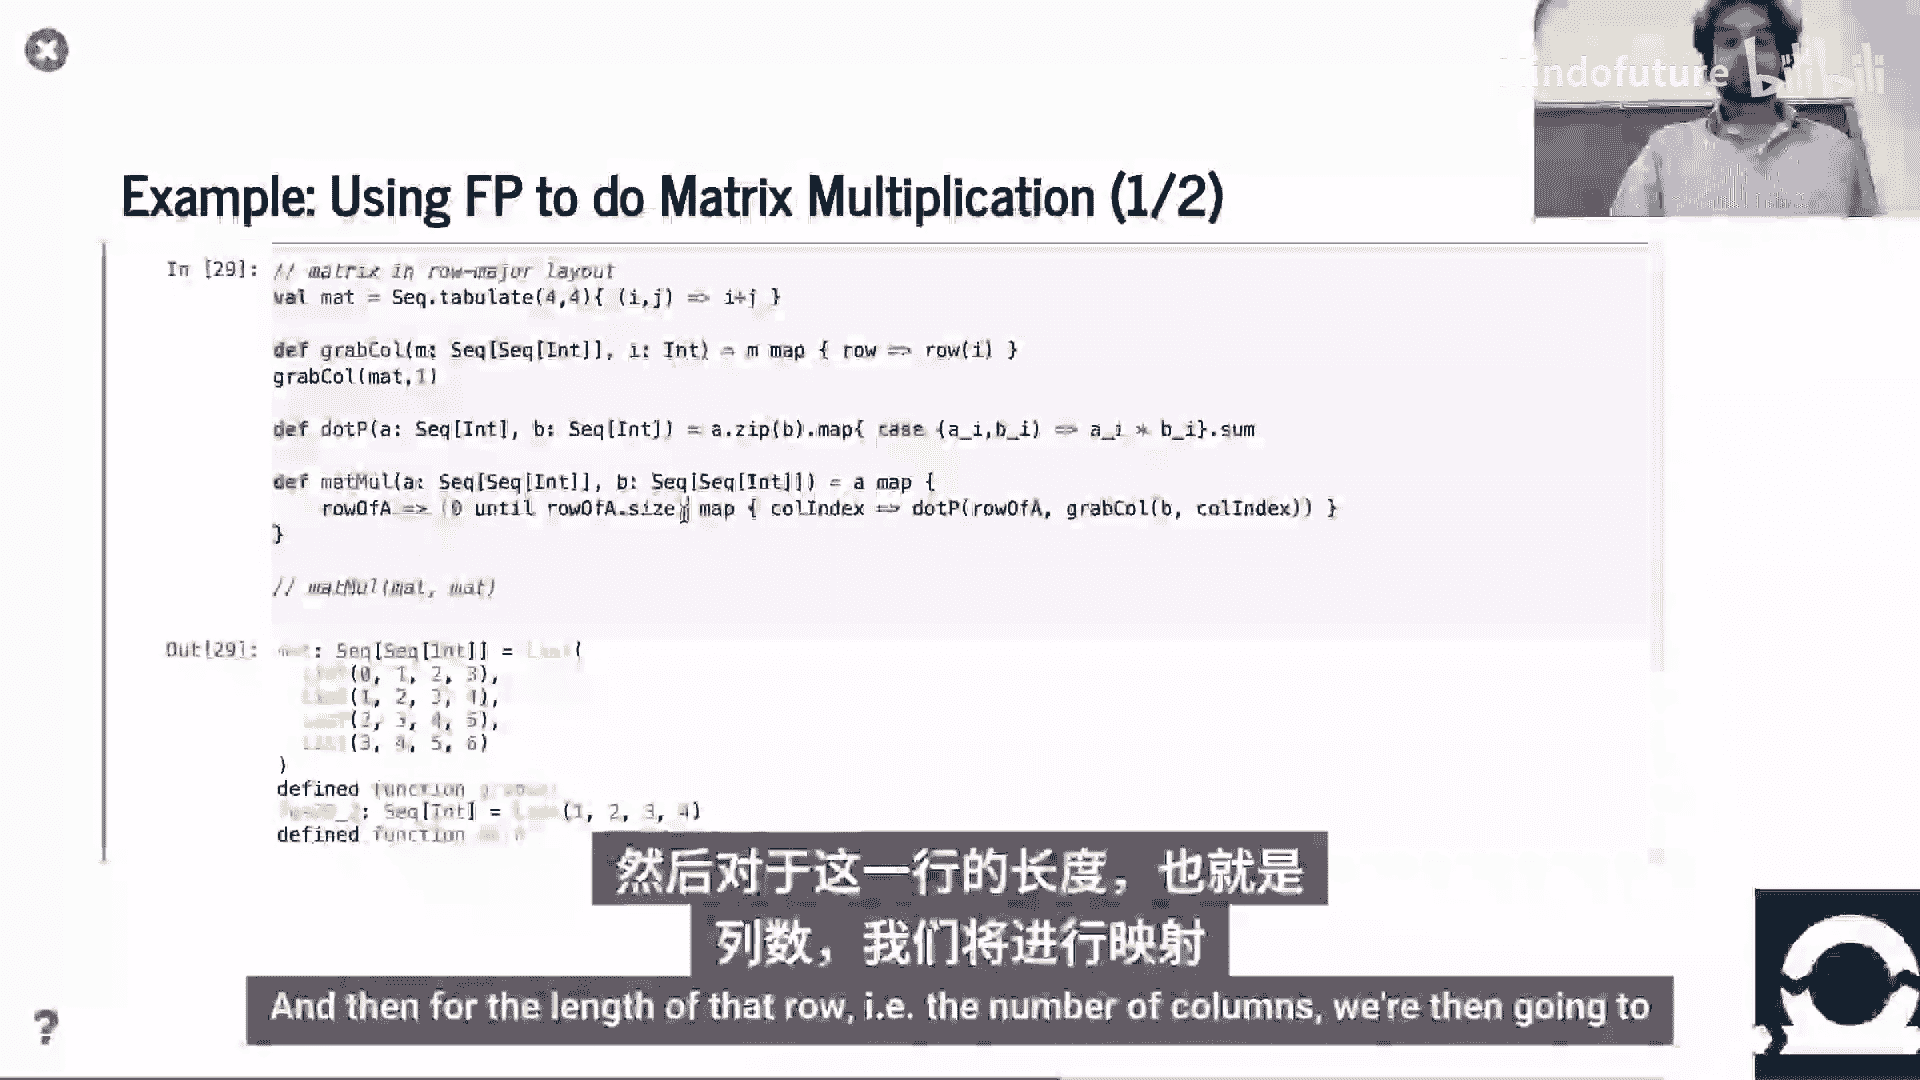 indofuture bilibili
Example: Using FP to do Matrix Multiplication (1/2)
In [29]: // matrix in row-major layout
val mat = Seq.tabulate(4,4){ (i,j) => i+j }
def grabCol(m: Seq[Seq[Int]], i: Int) = m map { row => row(i) }
grabCol(mat,1)
def dotP(a: Seq[Int], b: Seq[Int]) = a.zip(b).map{ case (a_i,b_i) => a_i * b_i}.sum
def matMul(a: Seq[Seq[Int]], b: Seq[Seq[Int]]) = a map {
rowOfA => (0 until rowOfA.size) map { colIndex => dotP(rowOfA, grabCol(b, colIndex)) }
}
// matMul(mat, mat)
Out[29]: : Seq[Seq[Int]] = (
(0, 1, 2, 3),
(1, 2, 3, 4),
(2, 3, 4, 5),
(3, 4, 5, 6)
)
defined function
: Seq[Int] = (1, 2, 3, 4)
defined function
然后对于这一行的长度，也就是
列数，我们将进行映射
And then for the length of that row, i.e. the number of columns, we're then going to
?